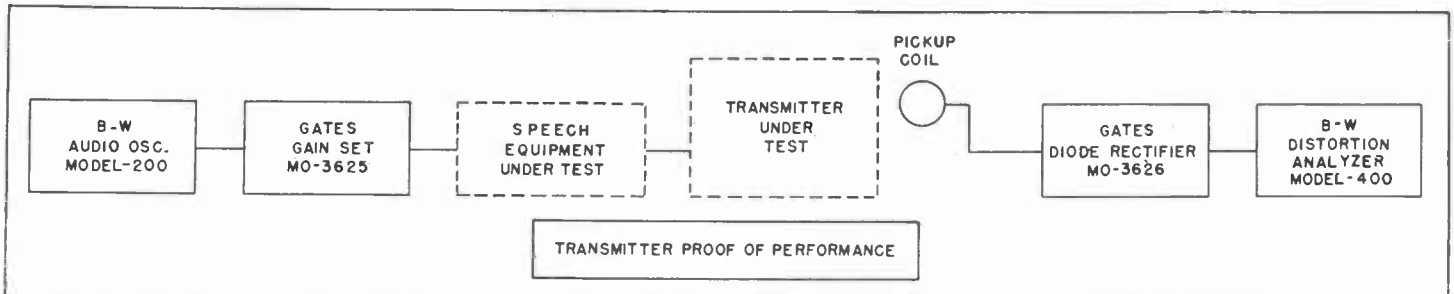 B-W
AUDIO OSC.
MODEL-200
GATES
GAIN SET
MO-3625
SPEECH
EQUIPMENT
UNDER TEST
TRANSMITTER
UNDER
TEST
PICKUP
COIL
GATES
DIODE RECTIFIER
MO-3626
B-W
DISTORTION
ANALYZER
MODEL-400
TRANSMITTER PROOF OF PERFORMANCE